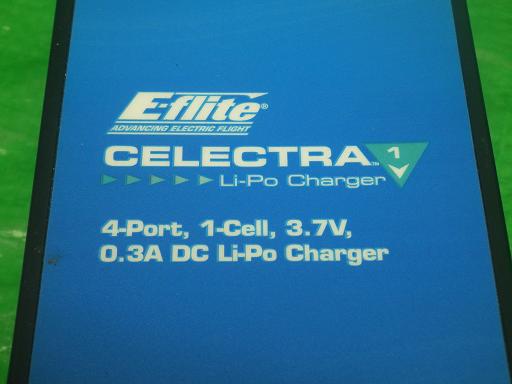 E-flite®
ADVANCING ELECTRIC FLIGHT
CELECTRA™ 1
Li-Po Charger
4-Port, 1-Cell, 3.7V,
0.3A DC Li-Po Charger